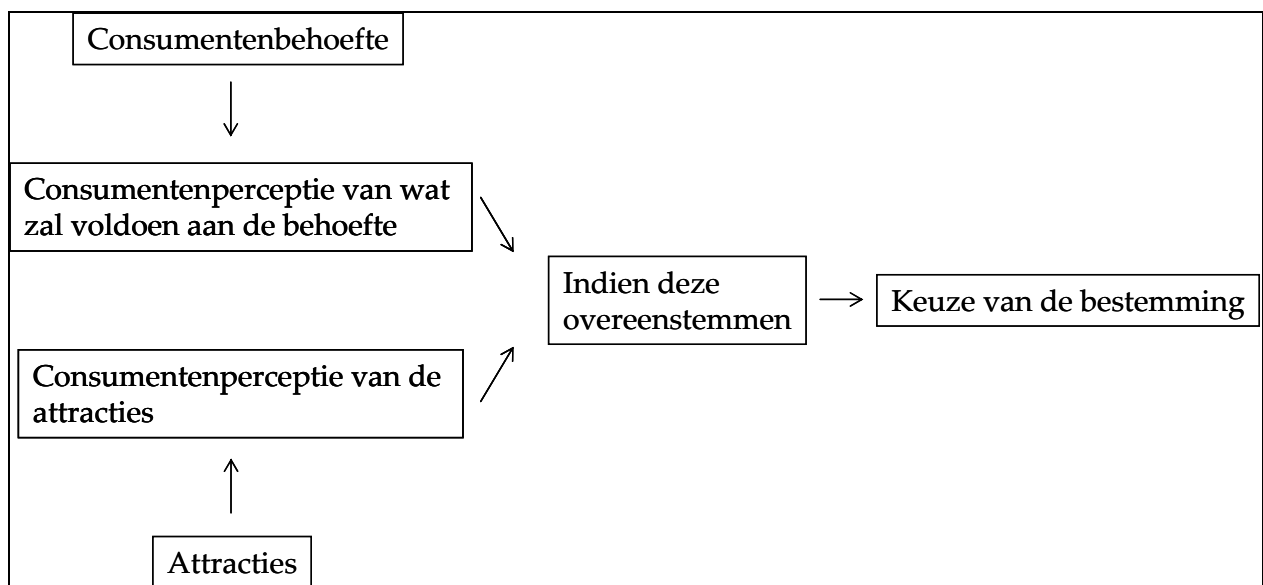 Consumentenbehoefte
Consumentenperceptie van wat
zal voldoen aan de behoefte
Indien deze
overeenstemmen
Keuze van de bestemming
Consumentenperceptie van de
attracties
Attracties